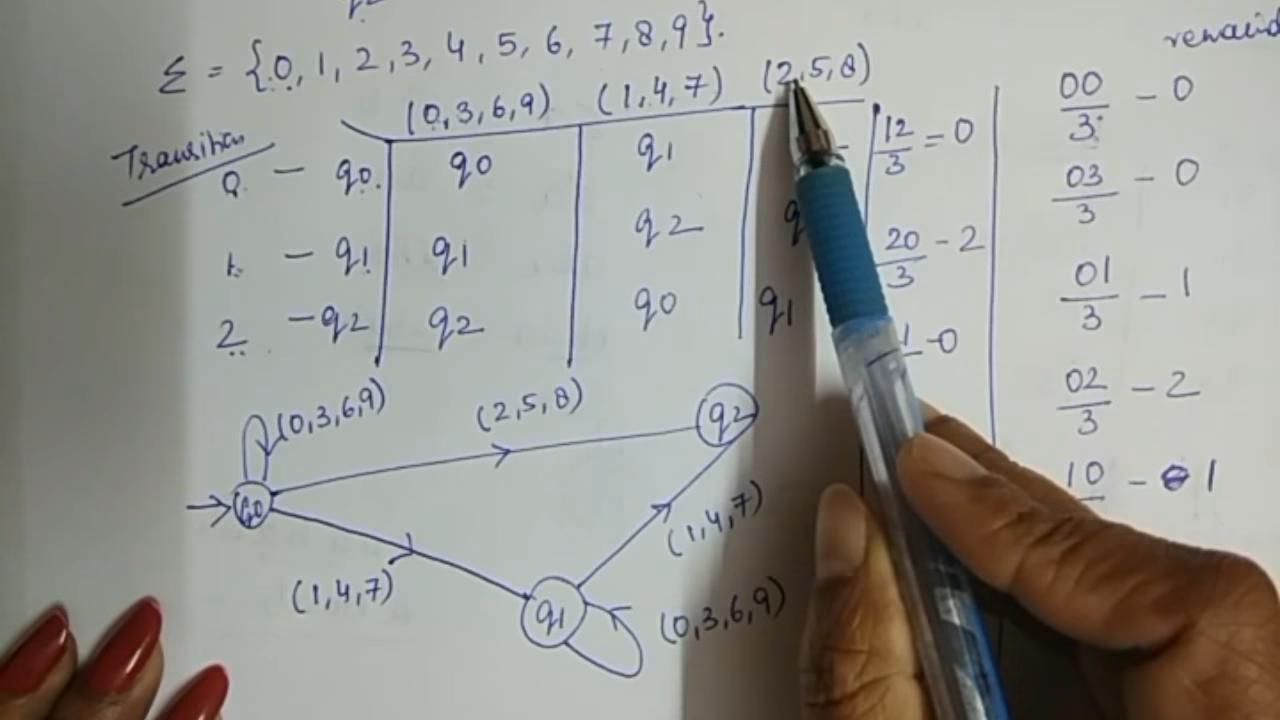 Σ = {0, 1, 2, 3, 4, 5, 6, 7, 8, 9}.
(0, 3, 6, 9) (1, 4, 7) (2, 5, 8)
Transition
0 - q0 q0 q1
1 - q1 q1 q2
2 - q2 q2 q0 q1
12/3 = 0
20/3 - 2
00/3 - 0
03/3 - 0
01/3 - 1
02/3 - 2
10 - 1
(0, 3, 6, 9)
(2, 5, 8)
q2
q0
(1, 4, 7)
(1, 4, 7)
q1
(0, 3, 6, 9)